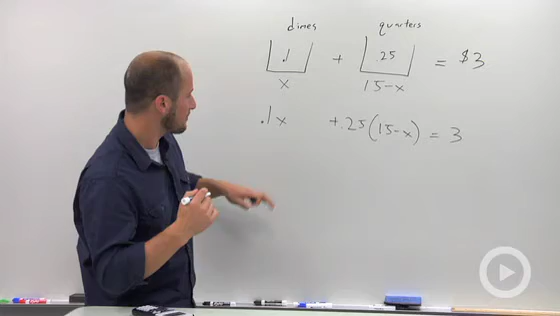 dimes quarters
.1 + .25 = $3
x 15-x
.1x +.25(15-x) = 3